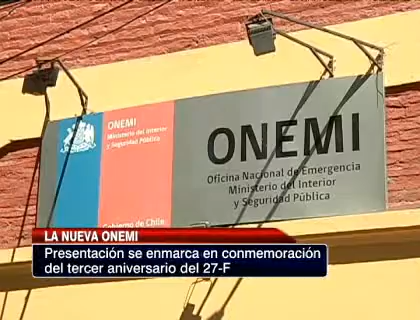 ONEMI
Ministerio del Interior
y Seguridad Pública
Gobierno de Chile
ONEMI
Oficina Nacional de Emergencia
Ministerio del Interior
y Seguridad Pública
LA NUEVA ONEMI
Presentación se enmarca en conmemoración
del tercer aniversario del 27-F